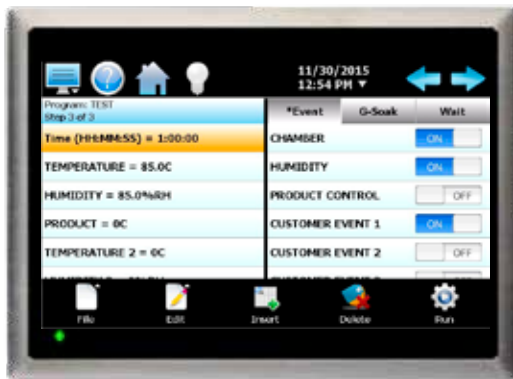 11/30/2015
12:54 PM ▼
Program: TEST
Step 3 of 3
*Event
G-Soak
Wait
Time (HH:MM:SS) = 1:00:00
CHAMBER
ON
TEMPERATURE = 85.0C
HUMIDITY
ON
HUMIDITY = 85.0%RH
PRODUCT CONTROL
OFF
PRODUCT = 0C
CUSTOMER EVENT 1
ON
TEMPERATURE 2 = 0C
CUSTOMER EVENT 2
OFF
File
Edit
Insert
Delete
Run